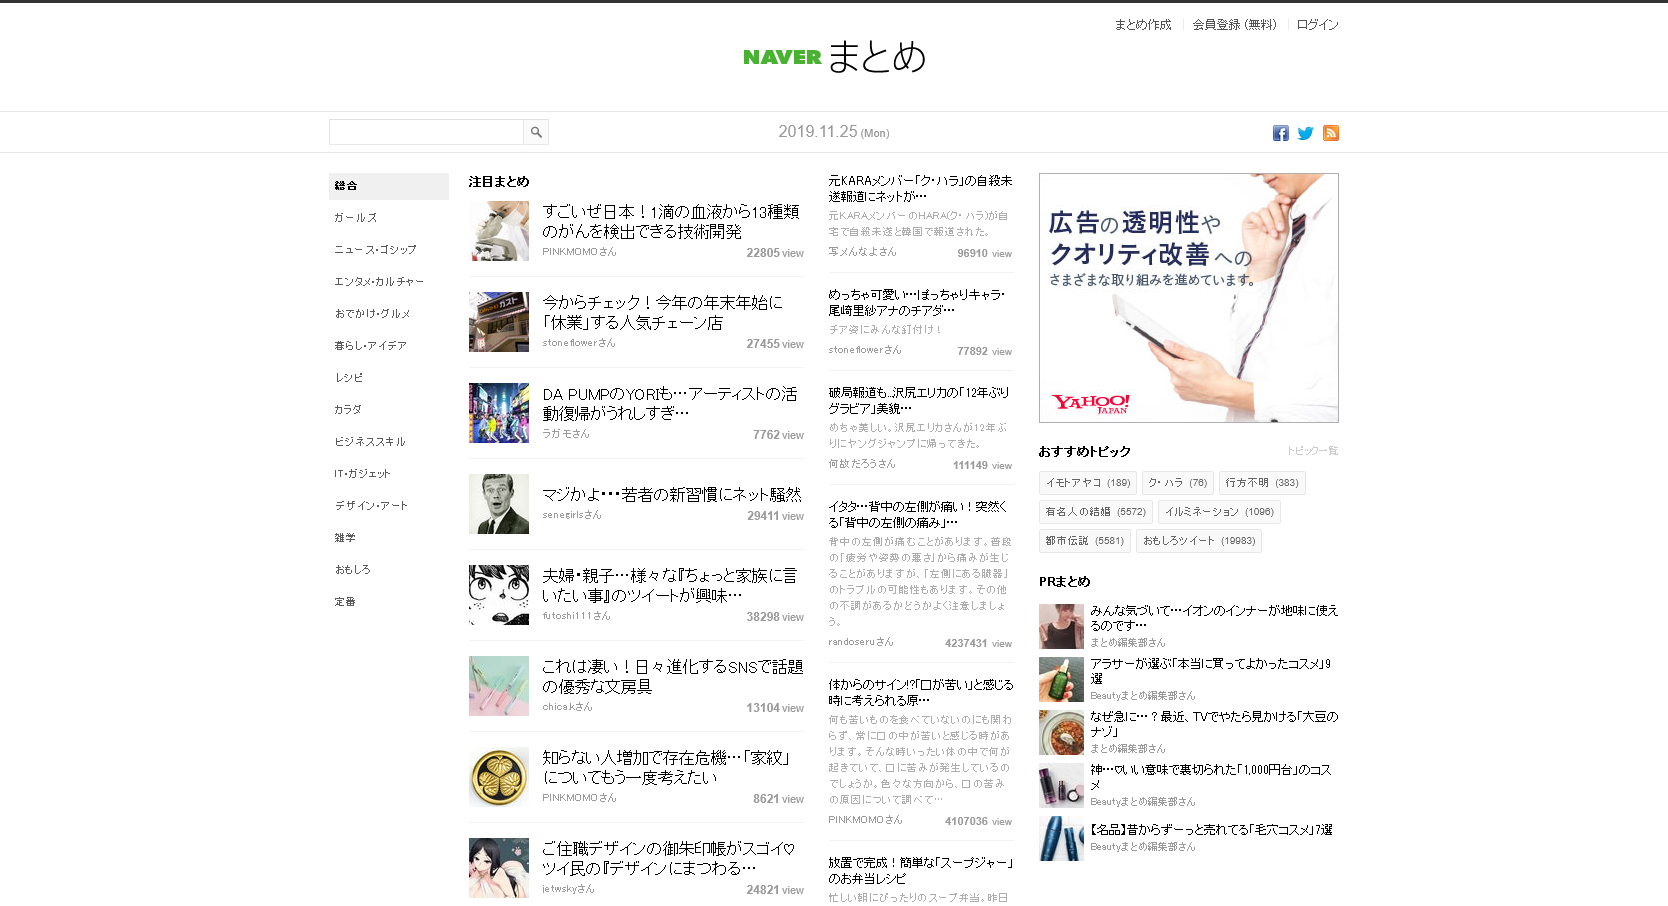 まとめ作成
会員登録 (無料)
ログイン
NAVER まとめ
2019.11.25 (Mon)
総合
ガールズ
ニュース・ゴシップ
エンタメ・カルチャー
おでかけ・グルメ
暮らし・アイデア
レシピ
カラダ
ビジネススキル
IT・ガジェット
デザイン・アート
雑学
おもしろ
定番
注目まとめ
すごいぜ日本！1滴の血液から13種類
のがんを検出できる技術開発
PINKMOMOさん
22805 view
今からチェック！今年の年末年始に
「休業」する人気チェーン店
stoneflowerさん
27455 view
DA PUMPのYORIも…アーティストの活
動復帰がうれしすぎ…
ラガモさん
7762 view
マジかよ・・・若者の新習慣にネット騒然
senegirlsさん
29411 view
夫婦・親子…様々な『ちょっと家族に言
いたい事』のツイートが興味…
futoshi111さん
38298 view
これは凄い！日々進化するSNSで話題
の優秀な文房具
chica.kさん
13104 view
知らない人増加で存在危機…「家紋」
についてもう一度考えたい
PINKMOMOさん
8621 view
ご住職デザインの御朱印帳がスゴイ♡
ツイ民の『デザインにまつわる…
jetwskyさん
24821 view
元KARAメンバー「ク・ハラ」の自殺未
遂報道にネットが…
元KARAメンバーのHARA(ク・ハラ)が自
宅で自殺未遂と韓国で報道された。
写メんなよさん
96910 view
めっちゃ可愛い…ぽっちゃりキャラ・
尾崎里紗アナのチアダ…
チア姿にみんな釘付け！
stoneflowerさん
77892 view
破局報道も..沢尻エリカの「12年ぶり
グラビア」美貌…
めちゃ美しい。沢尻エリカさんが12年ぶ
りにヤングジャンプに帰ってきた。
何故だろうさん
111149 view
イタタ…背中の左側が痛い！突然く
る「背中の左側の痛み」…
背中の左側が痛むことがあります。普段
の「疲労や姿勢の悪さ」から痛みが生じ
ることがありますが、「左側にある臓器」
のトラブルの可能性もあります。その他
の不調があるかどうかよく注意しましょ
う。
randoseruさん
4237431 view
体からのサイン!?「口が苦い」と感じる
時に考えられる原…
何も苦いものを食べていないのにも関わ
らず、常に口の中が苦いと感じる時があ
ります。そんな時いったい体の中で何が
起きていて、口に苦みが発生しているの
でしょうか。色々な方向から、口の苦み
の原因について調べて…
PINKMOMOさん
4107036 view
放置で完成！簡単な「スープジャー」
のお弁当レシピ
忙しい朝にぴったりのスープ弁当。昨日
広告の透明性や
クオリティ改善への
さまざまな取り組みを進めています。
YAHOO!
JAPAN
おすすめトピック
トピック一覧
イモトアヤコ (189)
ク・ハラ (76)
行方不明 (383)
有名人の結婚 (5572)
イルミネーション (1096)
都市伝説 (5581)
おもしろツイート (19983)
PRまとめ
みんな気づいて…イオンのインナーが地味に使え
るのです…
まとめ編集部さん
アラサーが選ぶ「本当に買ってよかったコスメ」9
選
Beautyまとめ編集部さん
なぜ急に…？最近、TVでやたら見かける「大豆の
ナゾ」
まとめ編集部さん
神…♡いい意味で裏切られた「1,000円台」のコス
メ
Beautyまとめ編集部さん
【名品】昔からずーっと売れてる「毛穴コスメ」7選
Beautyまとめ編集部さん